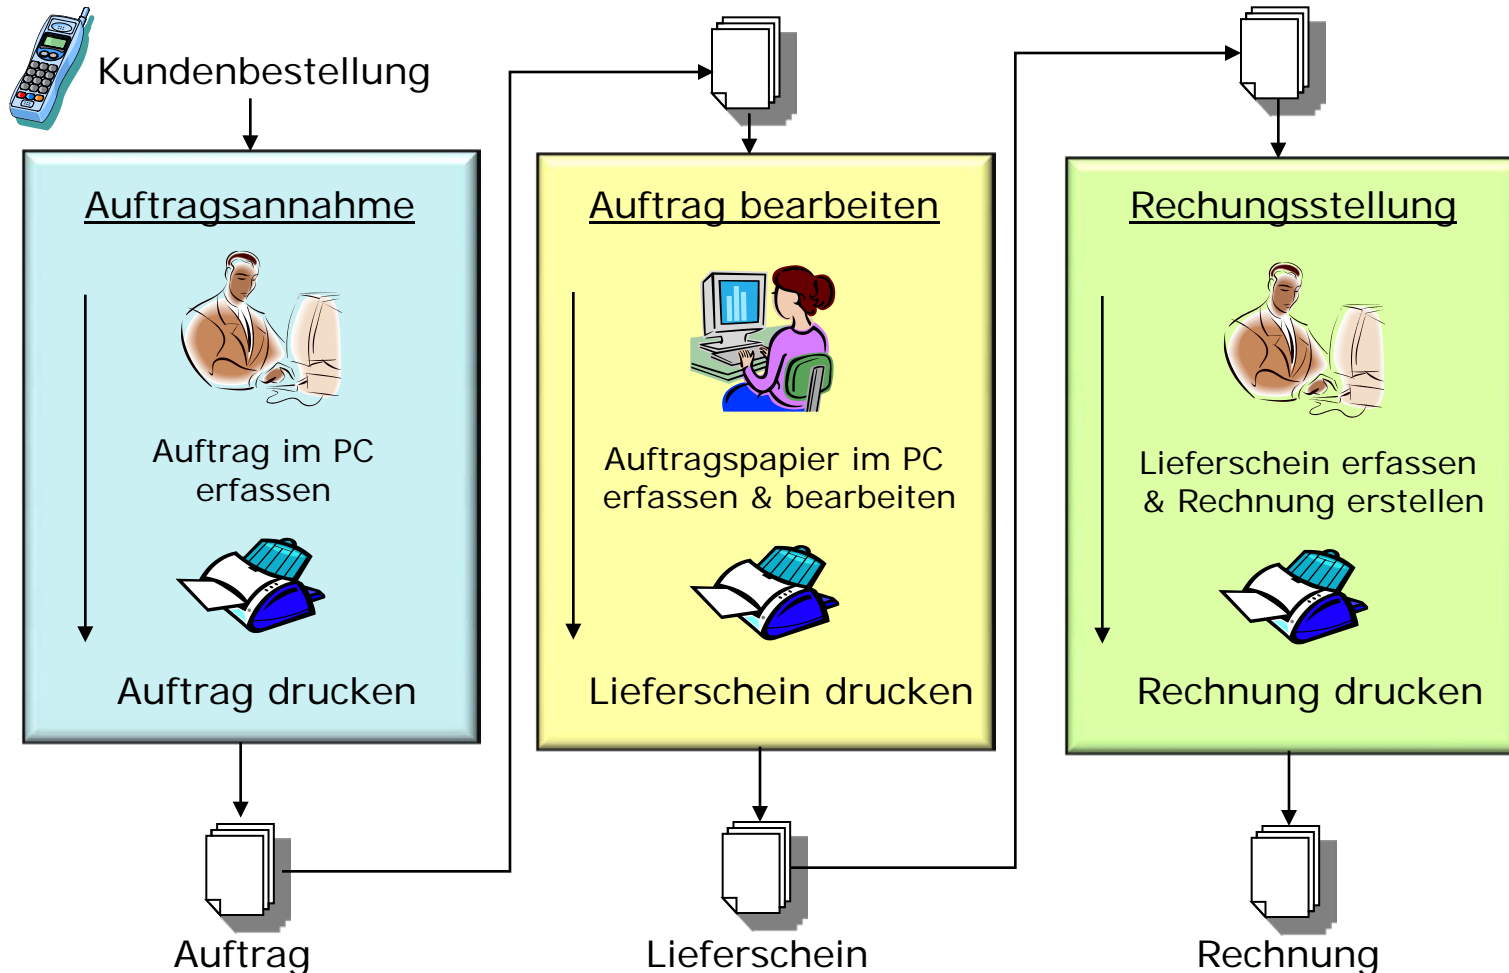 Kundenbestellung
Auftragsannahme
Auftrag im PC
erfassen
Auftrag drucken
Auftrag
Auftrag bearbeiten
Auftragspapier im PC
erfassen & bearbeiten
Lieferschein drucken
Lieferschein
Rechungsstellung
Lieferschein erfassen
& Rechnung erstellen
Rechnung drucken
Rechnung